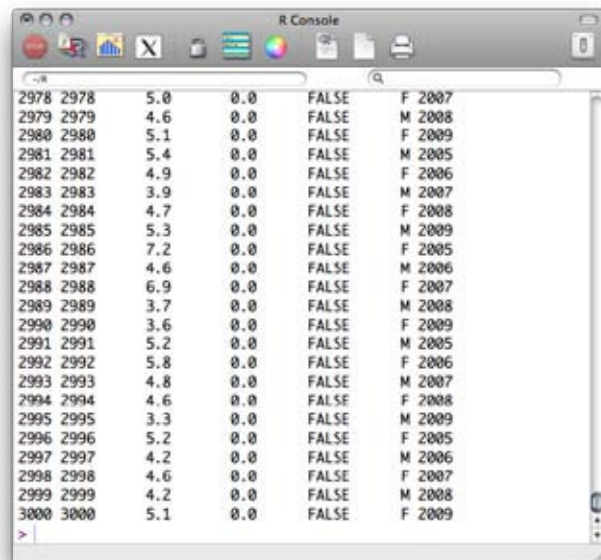 R Console
STOP
R
X
~/R
2978 2978 5.0 0.0 FALSE F 2007
2979 2979 4.6 0.0 FALSE M 2008
2980 2980 5.1 0.0 FALSE F 2009
2981 2981 5.4 0.0 FALSE M 2005
2982 2982 4.9 0.0 FALSE F 2006
2983 2983 3.9 0.0 FALSE M 2007
2984 2984 4.7 0.0 FALSE F 2008
2985 2985 5.3 0.0 FALSE M 2009
2986 2986 7.2 0.0 FALSE F 2005
2987 2987 4.6 0.0 FALSE M 2006
2988 2988 6.9 0.0 FALSE F 2007
2989 2989 3.7 0.0 FALSE M 2008
2990 2990 3.6 0.0 FALSE F 2009
2991 2991 5.2 0.0 FALSE M 2005
2992 2992 5.8 0.0 FALSE F 2006
2993 2993 4.8 0.0 FALSE M 2007
2994 2994 4.6 0.0 FALSE F 2008
2995 2995 3.3 0.0 FALSE M 2009
2996 2996 5.2 0.0 FALSE F 2005
2997 2997 4.2 0.0 FALSE M 2006
2998 2998 4.6 0.0 FALSE F 2007
2999 2999 4.2 0.0 FALSE M 2008
3000 3000 5.1 0.0 FALSE F 2009
>